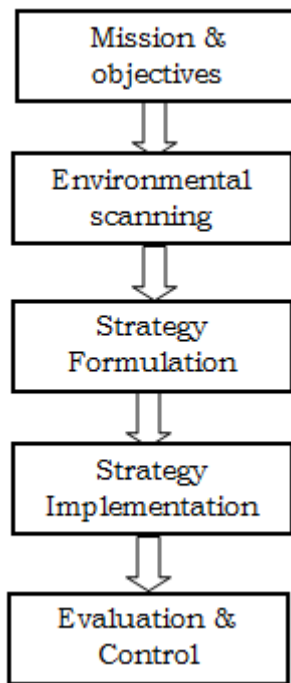 Mission &
objectives
Environmental
scanning
Strategy
Formulation
Strategy
Implementation
Evaluation &
Control